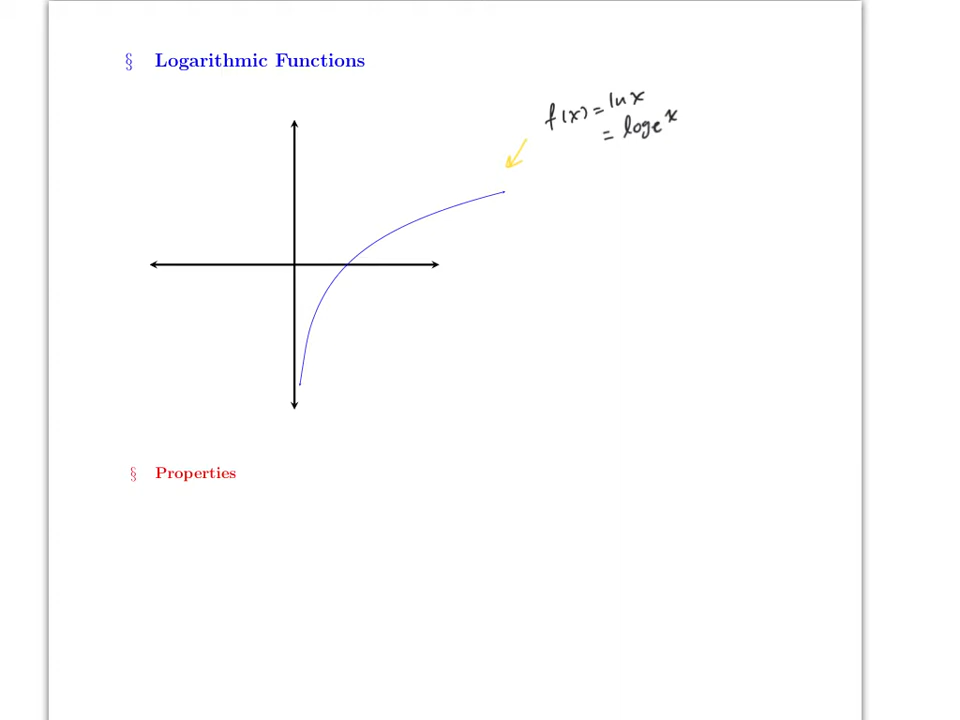 § Logarithmic Functions
f(x) = ln x
= logₑ x
§ Properties